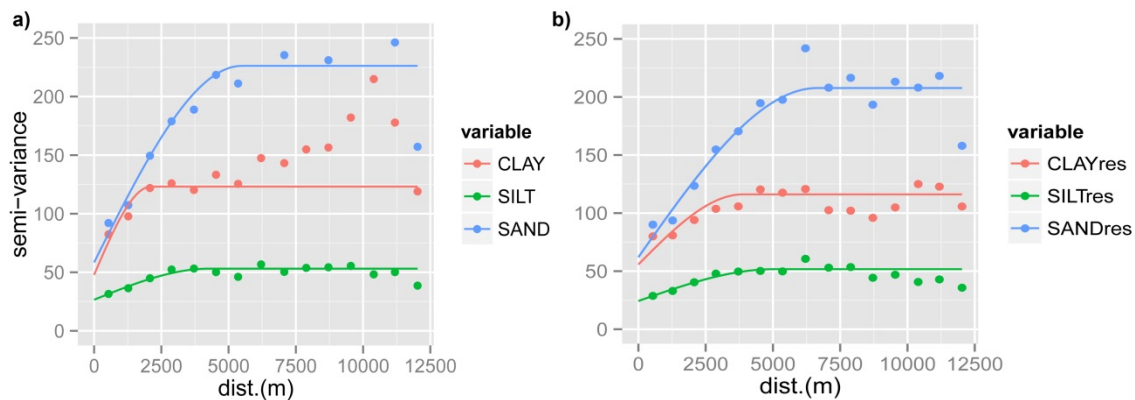 a)
250
200
150
100
50
0
semi-variance
0 2500 5000 7500 10000 12500
dist.(m)
variable
CLAY
SILT
SAND
b)
250
200
150
100
50
0
0 2500 5000 7500 10000 12500
dist.(m)
variable
CLAYres
SILTres
SANDres